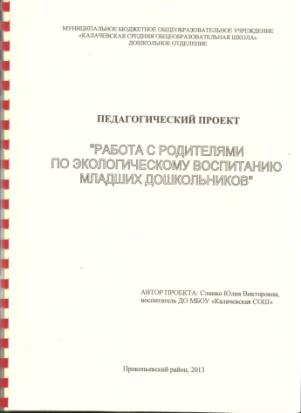 МУНИЦИПАЛЬНОЕ БЮДЖЕТНОЕ ОБЩЕОБРАЗОВАТЕЛЬНОЕ УЧРЕЖДЕНИЕ
«КАЛАЧЕВСКАЯ СРЕДНЯЯ ОБЩЕОБРАЗОВАТЕЛЬНАЯ ШКОЛА»
ДОШКОЛЬНОЕ ОТДЕЛЕНИЕ
ПЕДАГОГИЧЕСКИЙ ПРОЕКТ
"РАБОТА С РОДИТЕЛЯМИ
ПО ЭКОЛОГИЧЕСКОМУ ВОСПИТАНИЮ
МЛАДШИХ ДОШКОЛЬНИКОВ"
АВТОР ПРОЕКТА: Юлия Викторовна,
воспитатель ДО МБОУ «Калачевская СОШ»
Прокопьевский район, 2013